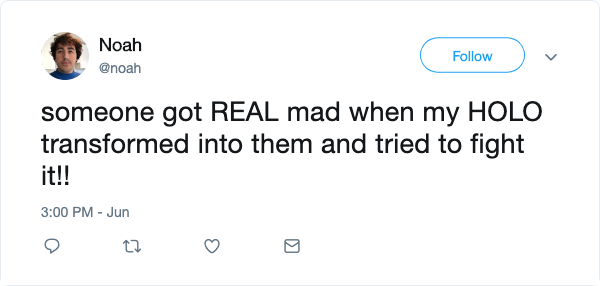 Noah
@noah
Follow
someone got REAL mad when my HOLO
transformed into them and tried to fight
it!!
3:00 PM - Jun